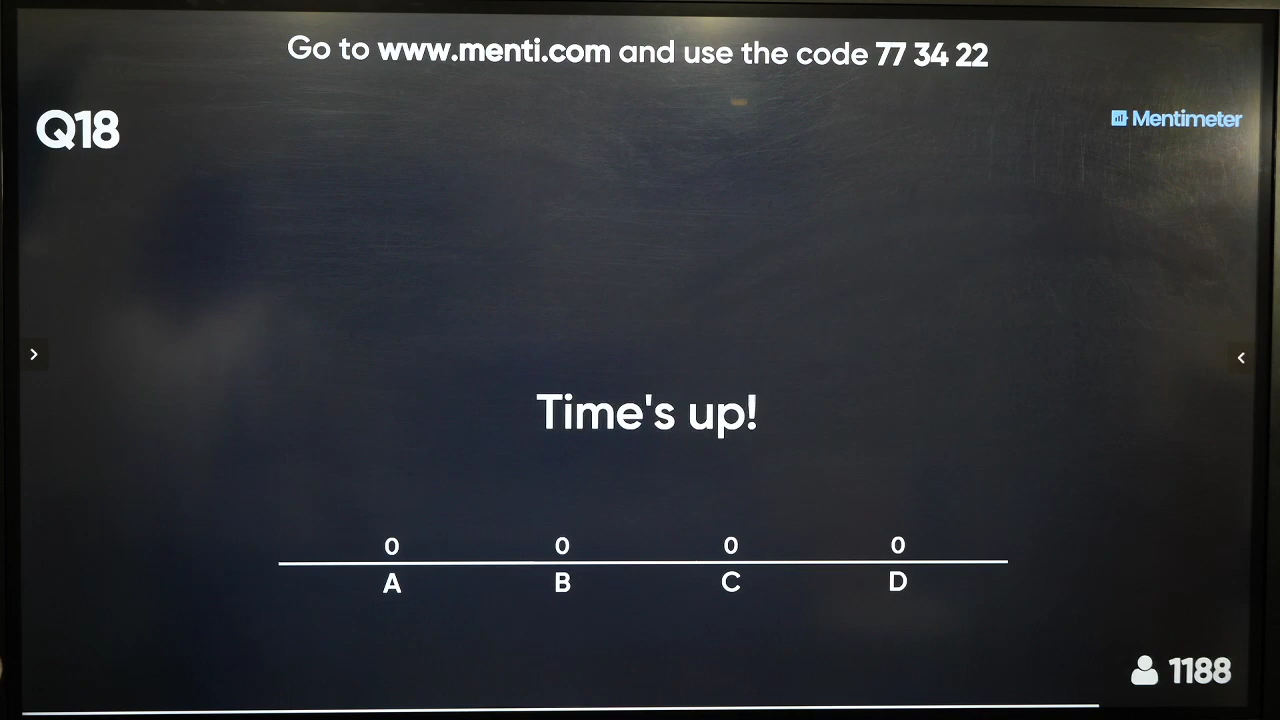 Go to www.menti.com and use the code 77 34 22
Q18
Mentimeter
Time's up!
0 0 0 0
A B C D
1188